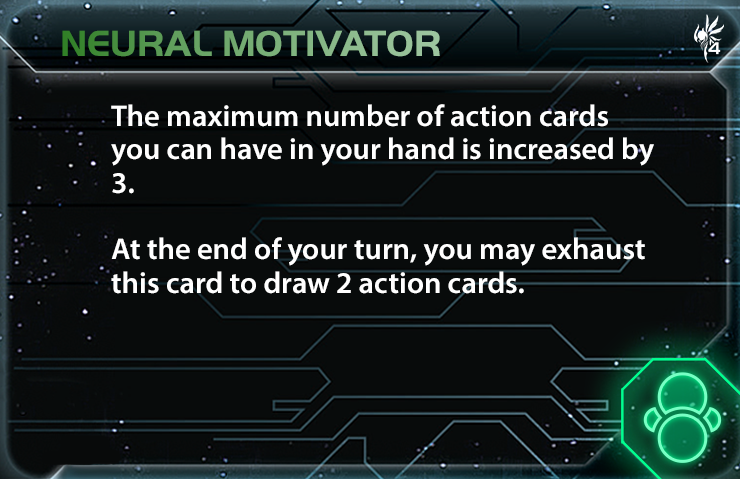 NEURAL MOTIVATOR
4
The maximum number of action cards
you can have in your hand is increased by
3.
At the end of your turn, you may exhaust
this card to draw 2 action cards.